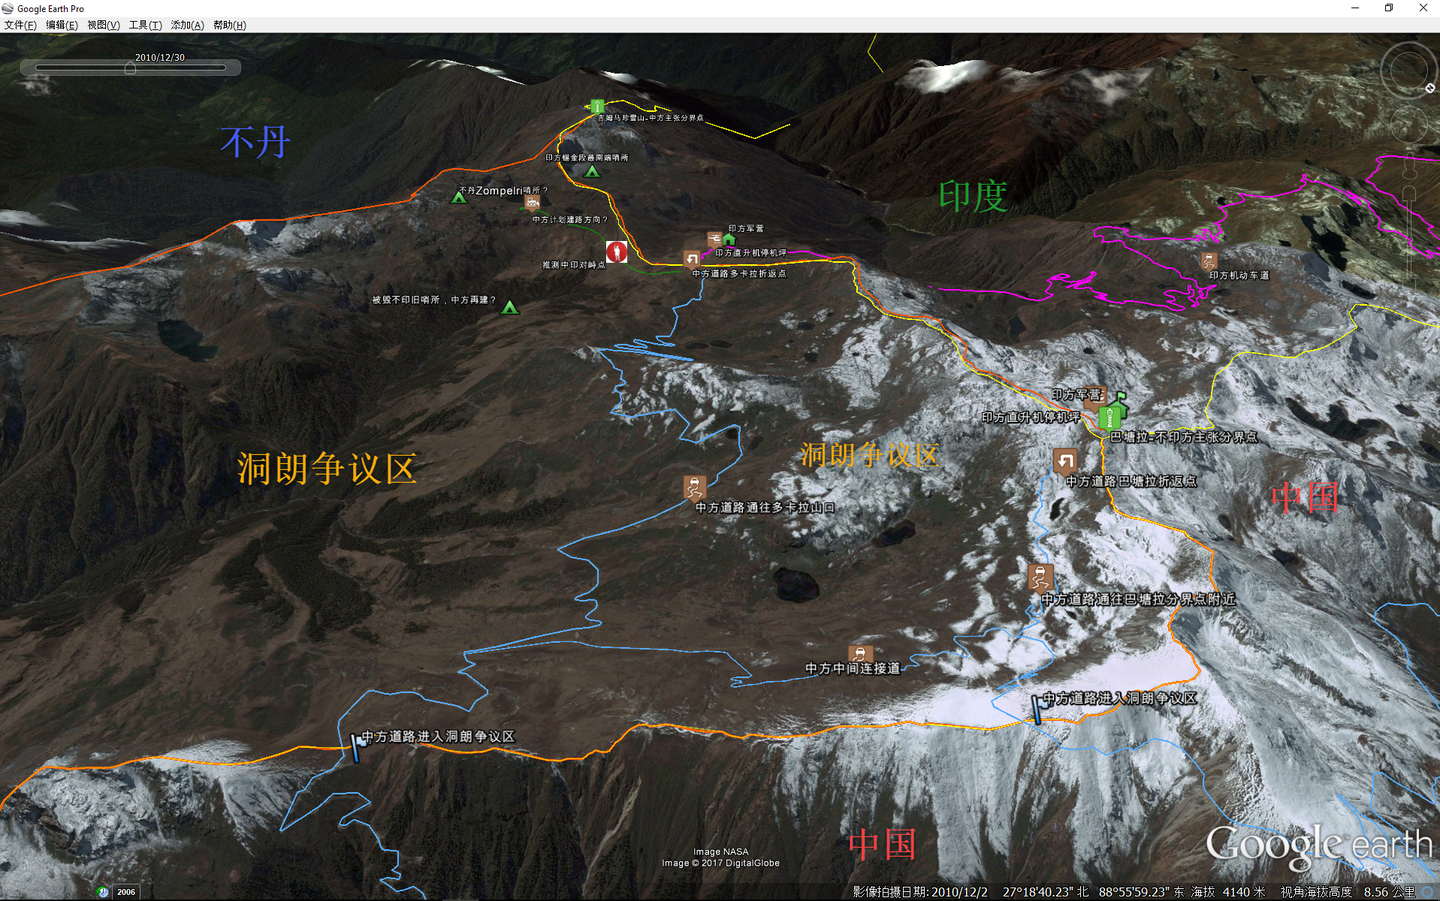 Google Earth Pro
文件(F) 编辑(E) 视图(V) 工具(T) 添加(A) 帮助(H)
2010/12/30
吉姆马珍雪山-中方主张分界点
不丹
印方锡金段最南端哨所
不丹Zompelri哨所？
印度
中方计划建路方向？
印方军营
印方直升机停机坪
推测中印对峙点
中方道路多卡拉折返点
印方机动车道
被毁不印旧哨所，中方再建？
印方军营
印方直升机停机坪
巴塘拉-不印方主张分界点
洞朗争议区
洞朗争议区
中方道路巴塘拉折返点
中国
中方道路通往多卡拉山口
中方道路通往巴塘拉分界点附近
中方中间连接道
中方道路进入洞朗争议区
中方道路进入洞朗争议区
中国
Google earth
Image NASA
Image © 2017 DigitalGlobe
2006
影像拍摄日期: 2010/12/2 27°18'40.23" 北 88°55'59.23" 东 海拔 4140 米 视角海拔高度 8.56 公里